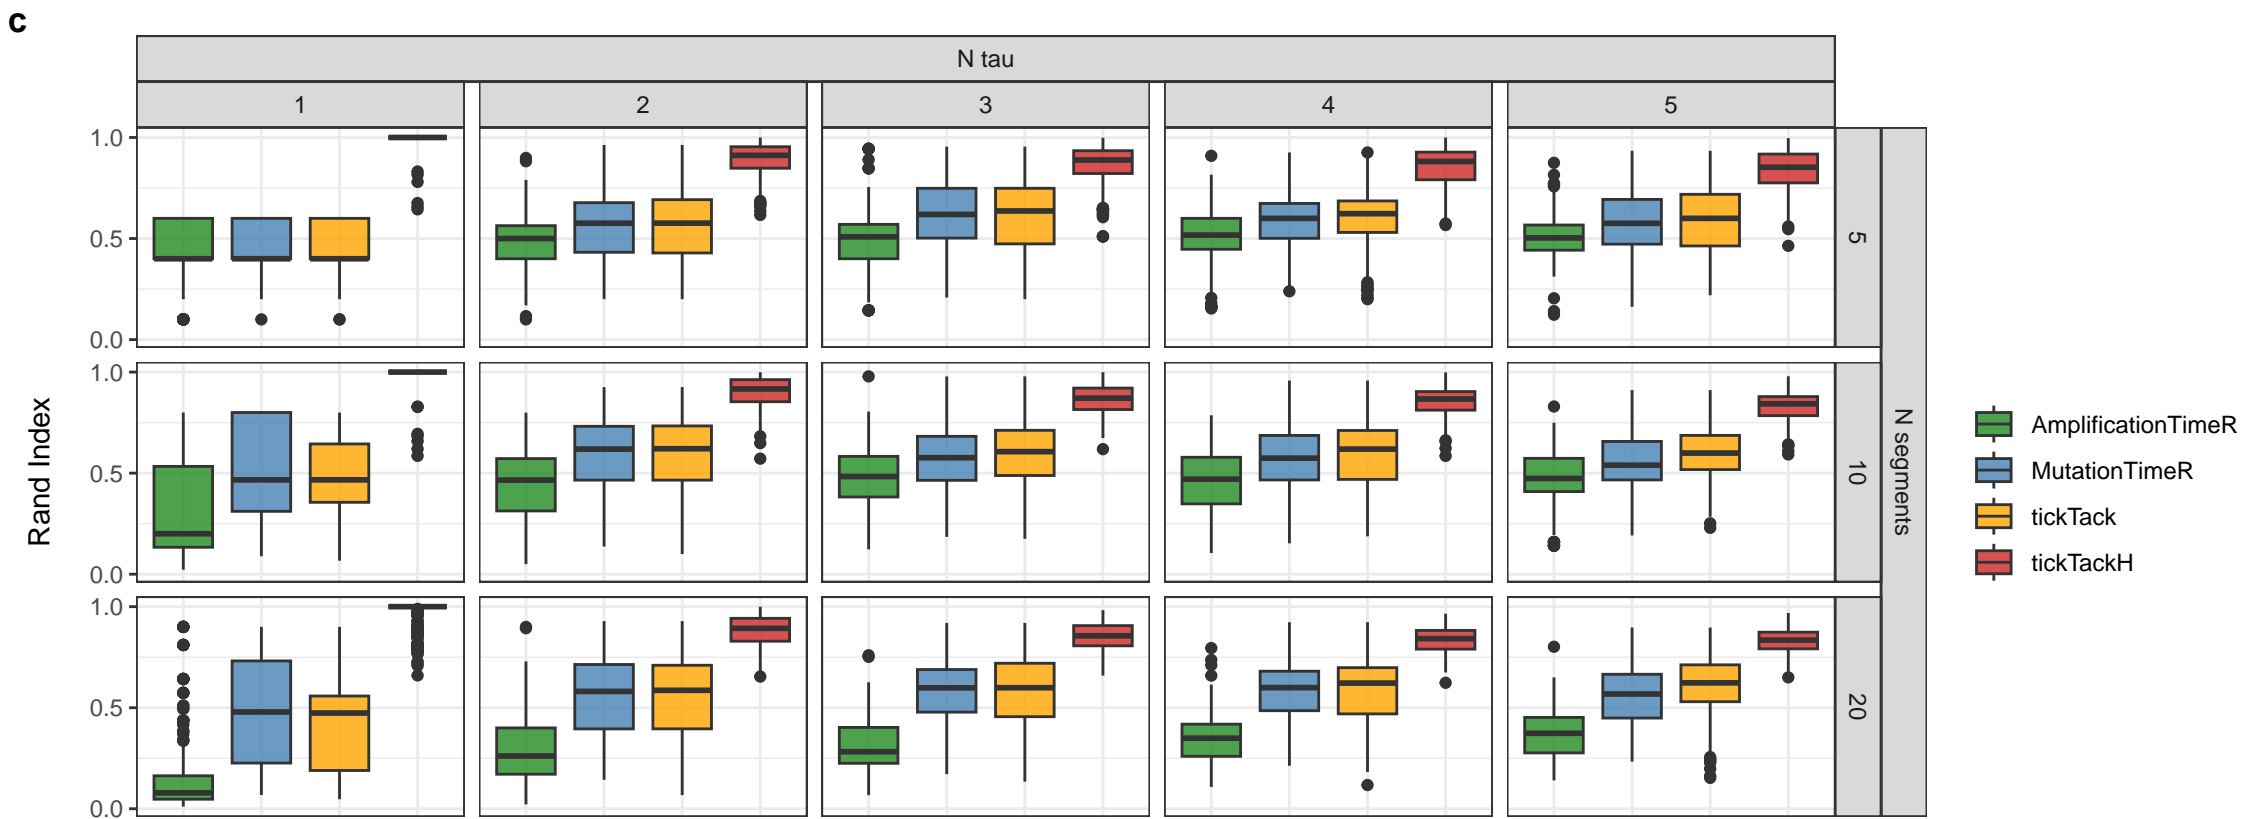 c
N tau
1 2 3 4 5
1.0
0.5
0.0
5
1.0
0.5
0.0
10
1.0
0.5
0.0
20
Rand Index
N segments
AmplificationTimeR
MutationTimeR
tickTack
tickTackH